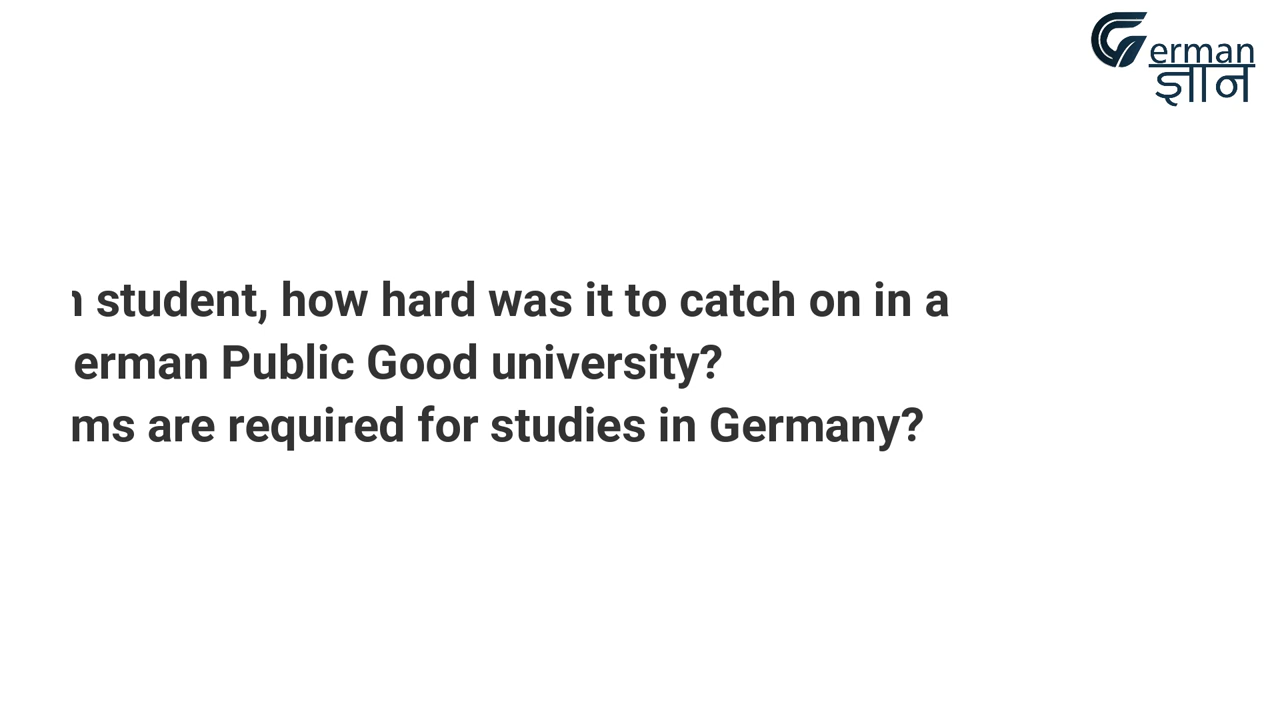 German
ज्ञान
student, how hard was it to catch on in a
erman Public Good university?
ms are required for studies in Germany?